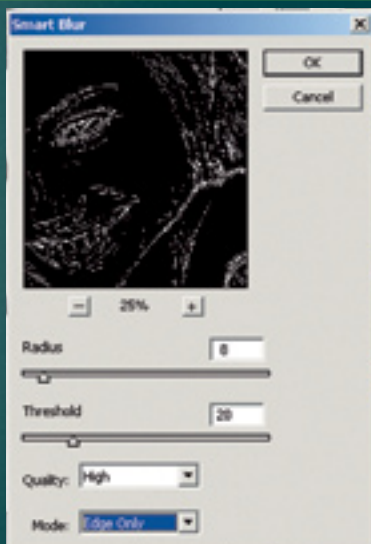 Smart Blur
OK
Cancel
25%
Radius
8
Threshold
20
Quality: High
Mode: Edge Only